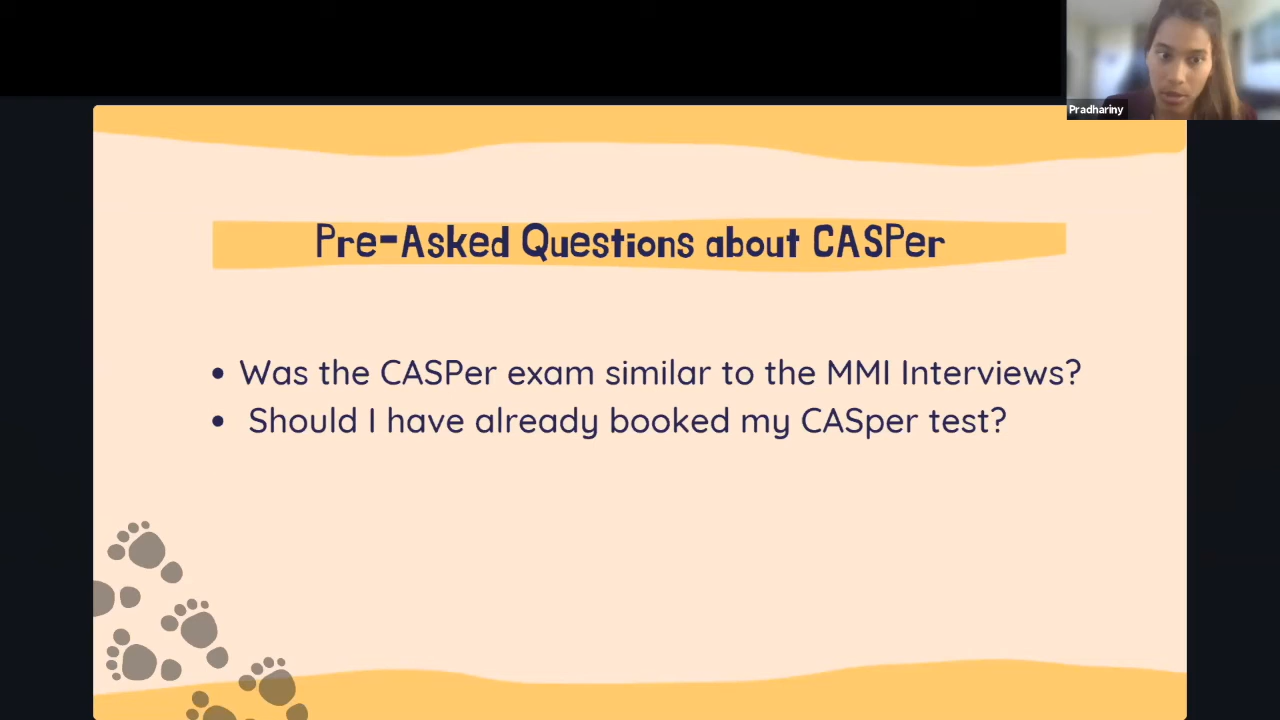 Pradhariny
Pre-Asked Questions about CASPer
• Was the CASPer exam similar to the MMI Interviews?
• Should I have already booked my CASper test?